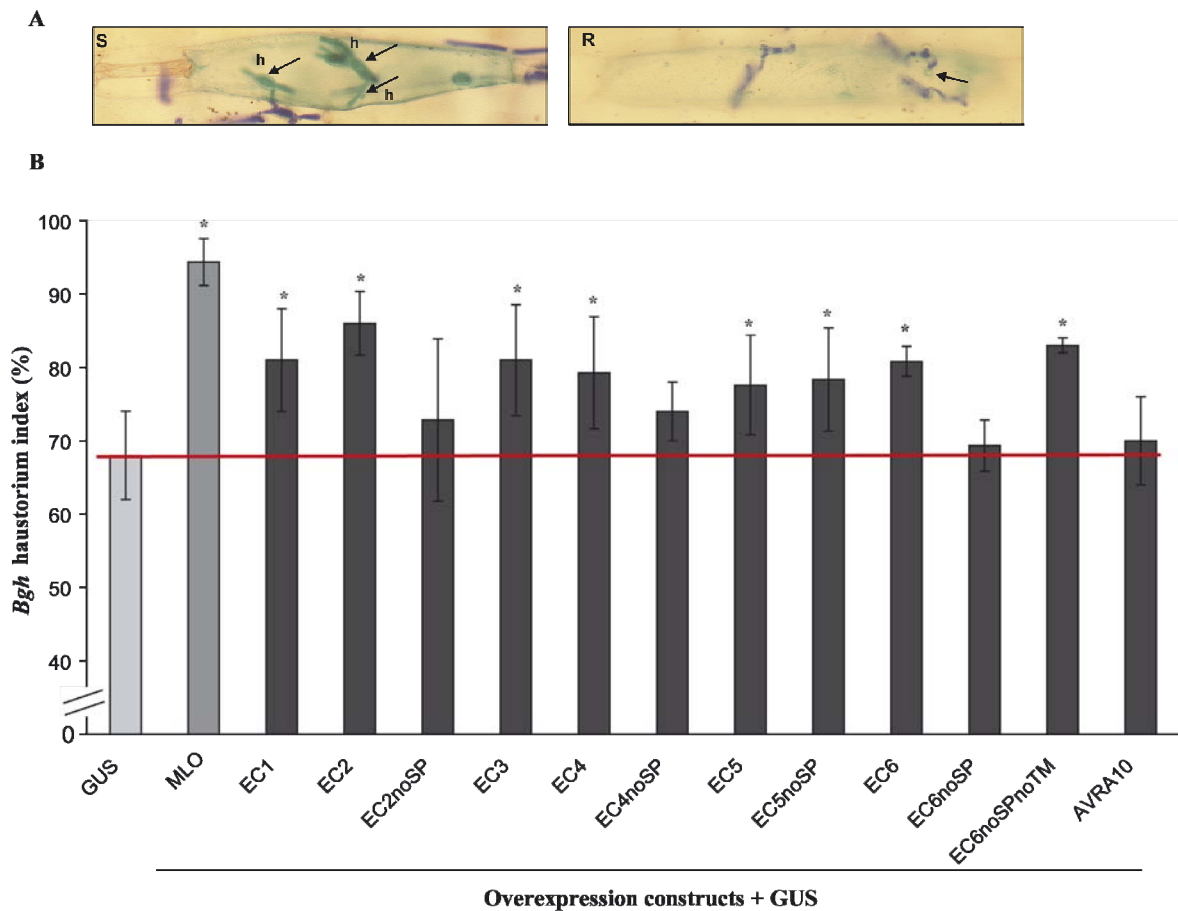 A
S
h
h
h
R
B
Bgh haustorium index (%)
100
90
80
70
60
50
40
0
*
*
*
*
*
*
*
*
*
GUS
MLO
EC1
EC2
EC2noSP
EC3
EC4
EC4noSP
EC5
EC5noSP
EC6
EC6noSP
EC6noSPnoTM
AVRA10
Overexpression constructs + GUS